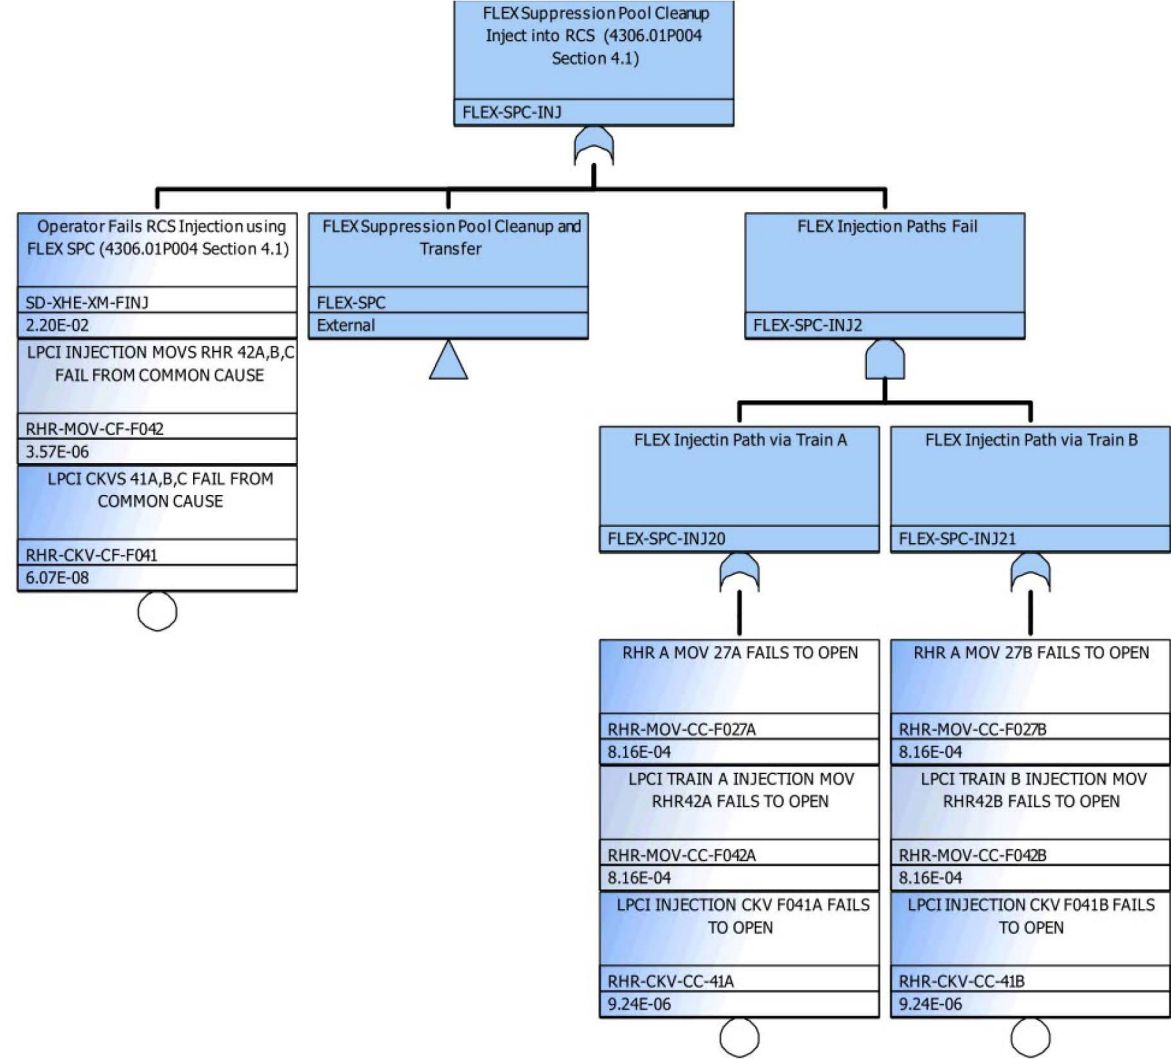 FLEX Suppression Pool Cleanup
Inject into RCS (4306.01P004
Section 4.1)
FLEX-SPC-INJ
Operator Fails RCS Injection using
FLEX SPC (4306.01P004 Section 4.1)
SD-XHE-XM-FINJ
2.20E-02
LPCI INJECTION MOVS RHR 42A,B,C
FAIL FROM COMMON CAUSE
RHR-MOV-CF-F042
3.57E-06
LPCI CKVS 41A,B,C FAIL FROM
COMMON CAUSE
RHR-CKV-CF-F041
6.07E-08
FLEX Suppression Pool Cleanup and
Transfer
FLEX-SPC
External
FLEX Injection Paths Fail
FLEX-SPC-INJ2
FLEX Injectin Path via Train A
FLEX-SPC-INJ20
RHR A MOV 27A FAILS TO OPEN
RHR-MOV-CC-F027A
8.16E-04
LPCI TRAIN A INJECTION MOV
RHR42A FAILS TO OPEN
RHR-MOV-CC-F042A
8.16E-04
LPCI INJECTION CKV F041A FAILS
TO OPEN
RHR-CKV-CC-41A
9.24E-06
FLEX Injectin Path via Train B
FLEX-SPC-INJ21
RHR A MOV 27B FAILS TO OPEN
RHR-MOV-CC-F027B
8.16E-04
LPCI TRAIN B INJECTION MOV
RHR42B FAILS TO OPEN
RHR-MOV-CC-F042B
8.16E-04
LPCI INJECTION CKV F041B FAILS
TO OPEN
RHR-CKV-CC-41B
9.24E-06